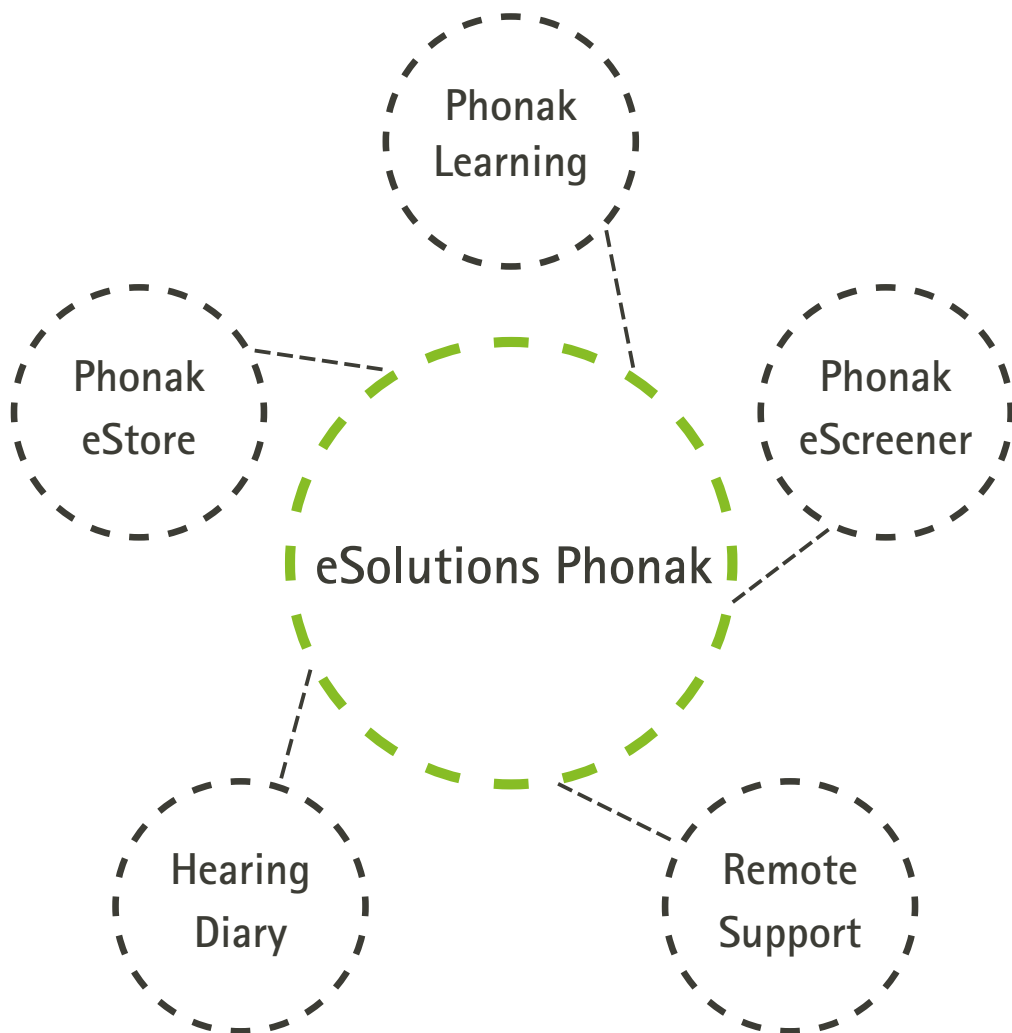 Phonak
Learning
Phonak
eStore
Phonak
eScreener
eSolutions Phonak
Hearing
Diary
Remote
Support